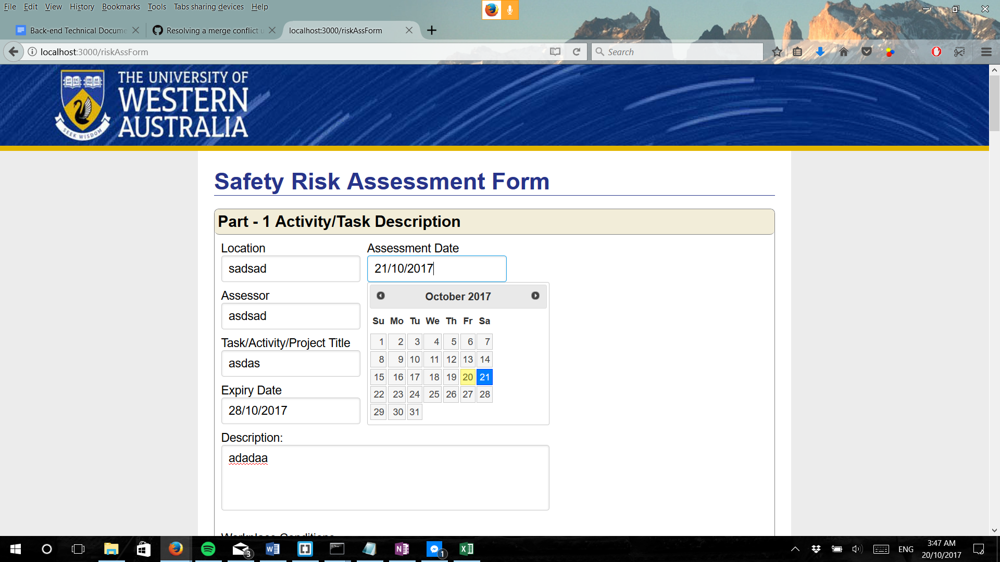 File Edit View History Bookmarks Tools Tabs sharing devices Help
Back-end Technical Docume
Resolving a merge conflict u
localhost:3000/riskAssForm
localhost:3000/riskAssForm
Search
THE UNIVERSITY OF
WESTERN
AUSTRALIA
SEEK WISDOM
Safety Risk Assessment Form
Part - 1 Activity/Task Description
Location
sadsad
Assessment Date
21/10/2017
Assessor
asdsad
Task/Activity/Project Title
asdas
Expiry Date
28/10/2017
October 2017
Su Mo Tu We Th Fr Sa
1 2 3 4 5 6 7
8 9 10 11 12 13 14
15 16 17 18 19 20 21
22 23 24 25 26 27 28
29 30 31
Description:
adadaa
Workplace Conditions
3
1
ENG
3:47 AM
20/10/2017